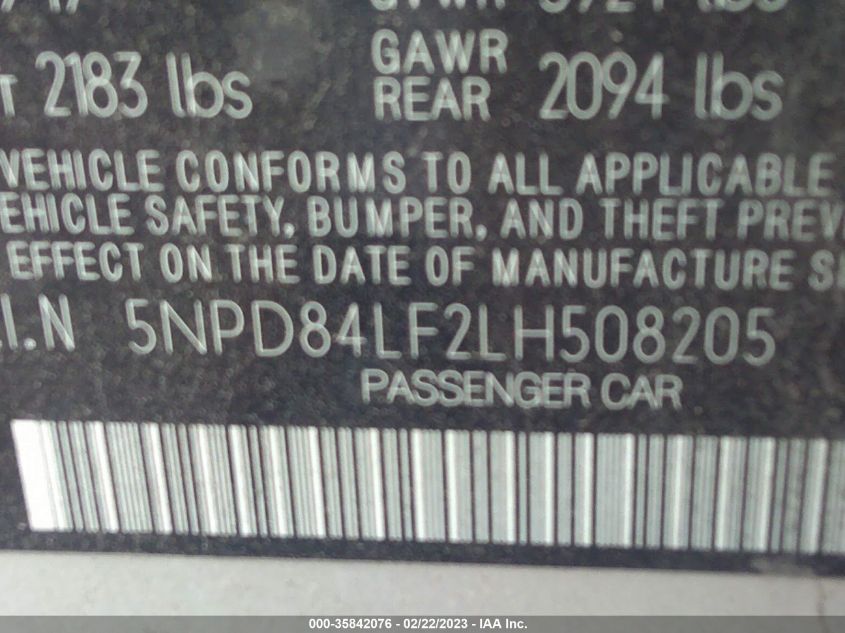 T 2183 lbs GAWR REAR 2094 lbs
VEHICLE CONFORMS TO ALL APPLICABLE
EHICLE SAFETY, BUMPER, AND THEFT PREV
EFFECT ON THE DATE OF MANUFACTURE S
.I.N 5NPD84LF2LH508205
PASSENGER CAR
000-35842076 - 02/22/2023 - IAA Inc.